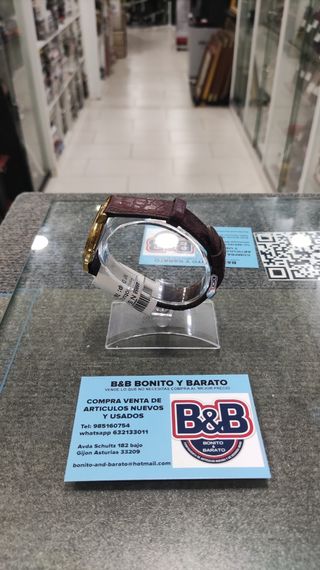 B&B BONITO Y BARATO
VENDE LO QUE NO NECESITAS COMPRA AL MEJOR PRECIO
COMPRA VENTA DE
ARTICULOS NUEVOS
Y USADOS
Tel: 985160754
whatsapp 632133011
Avda Schultz 182 bajo
Gijon Asturias 33209
bonito-and-barato@hotmail.com
B&B
BONITO
&
BARATO